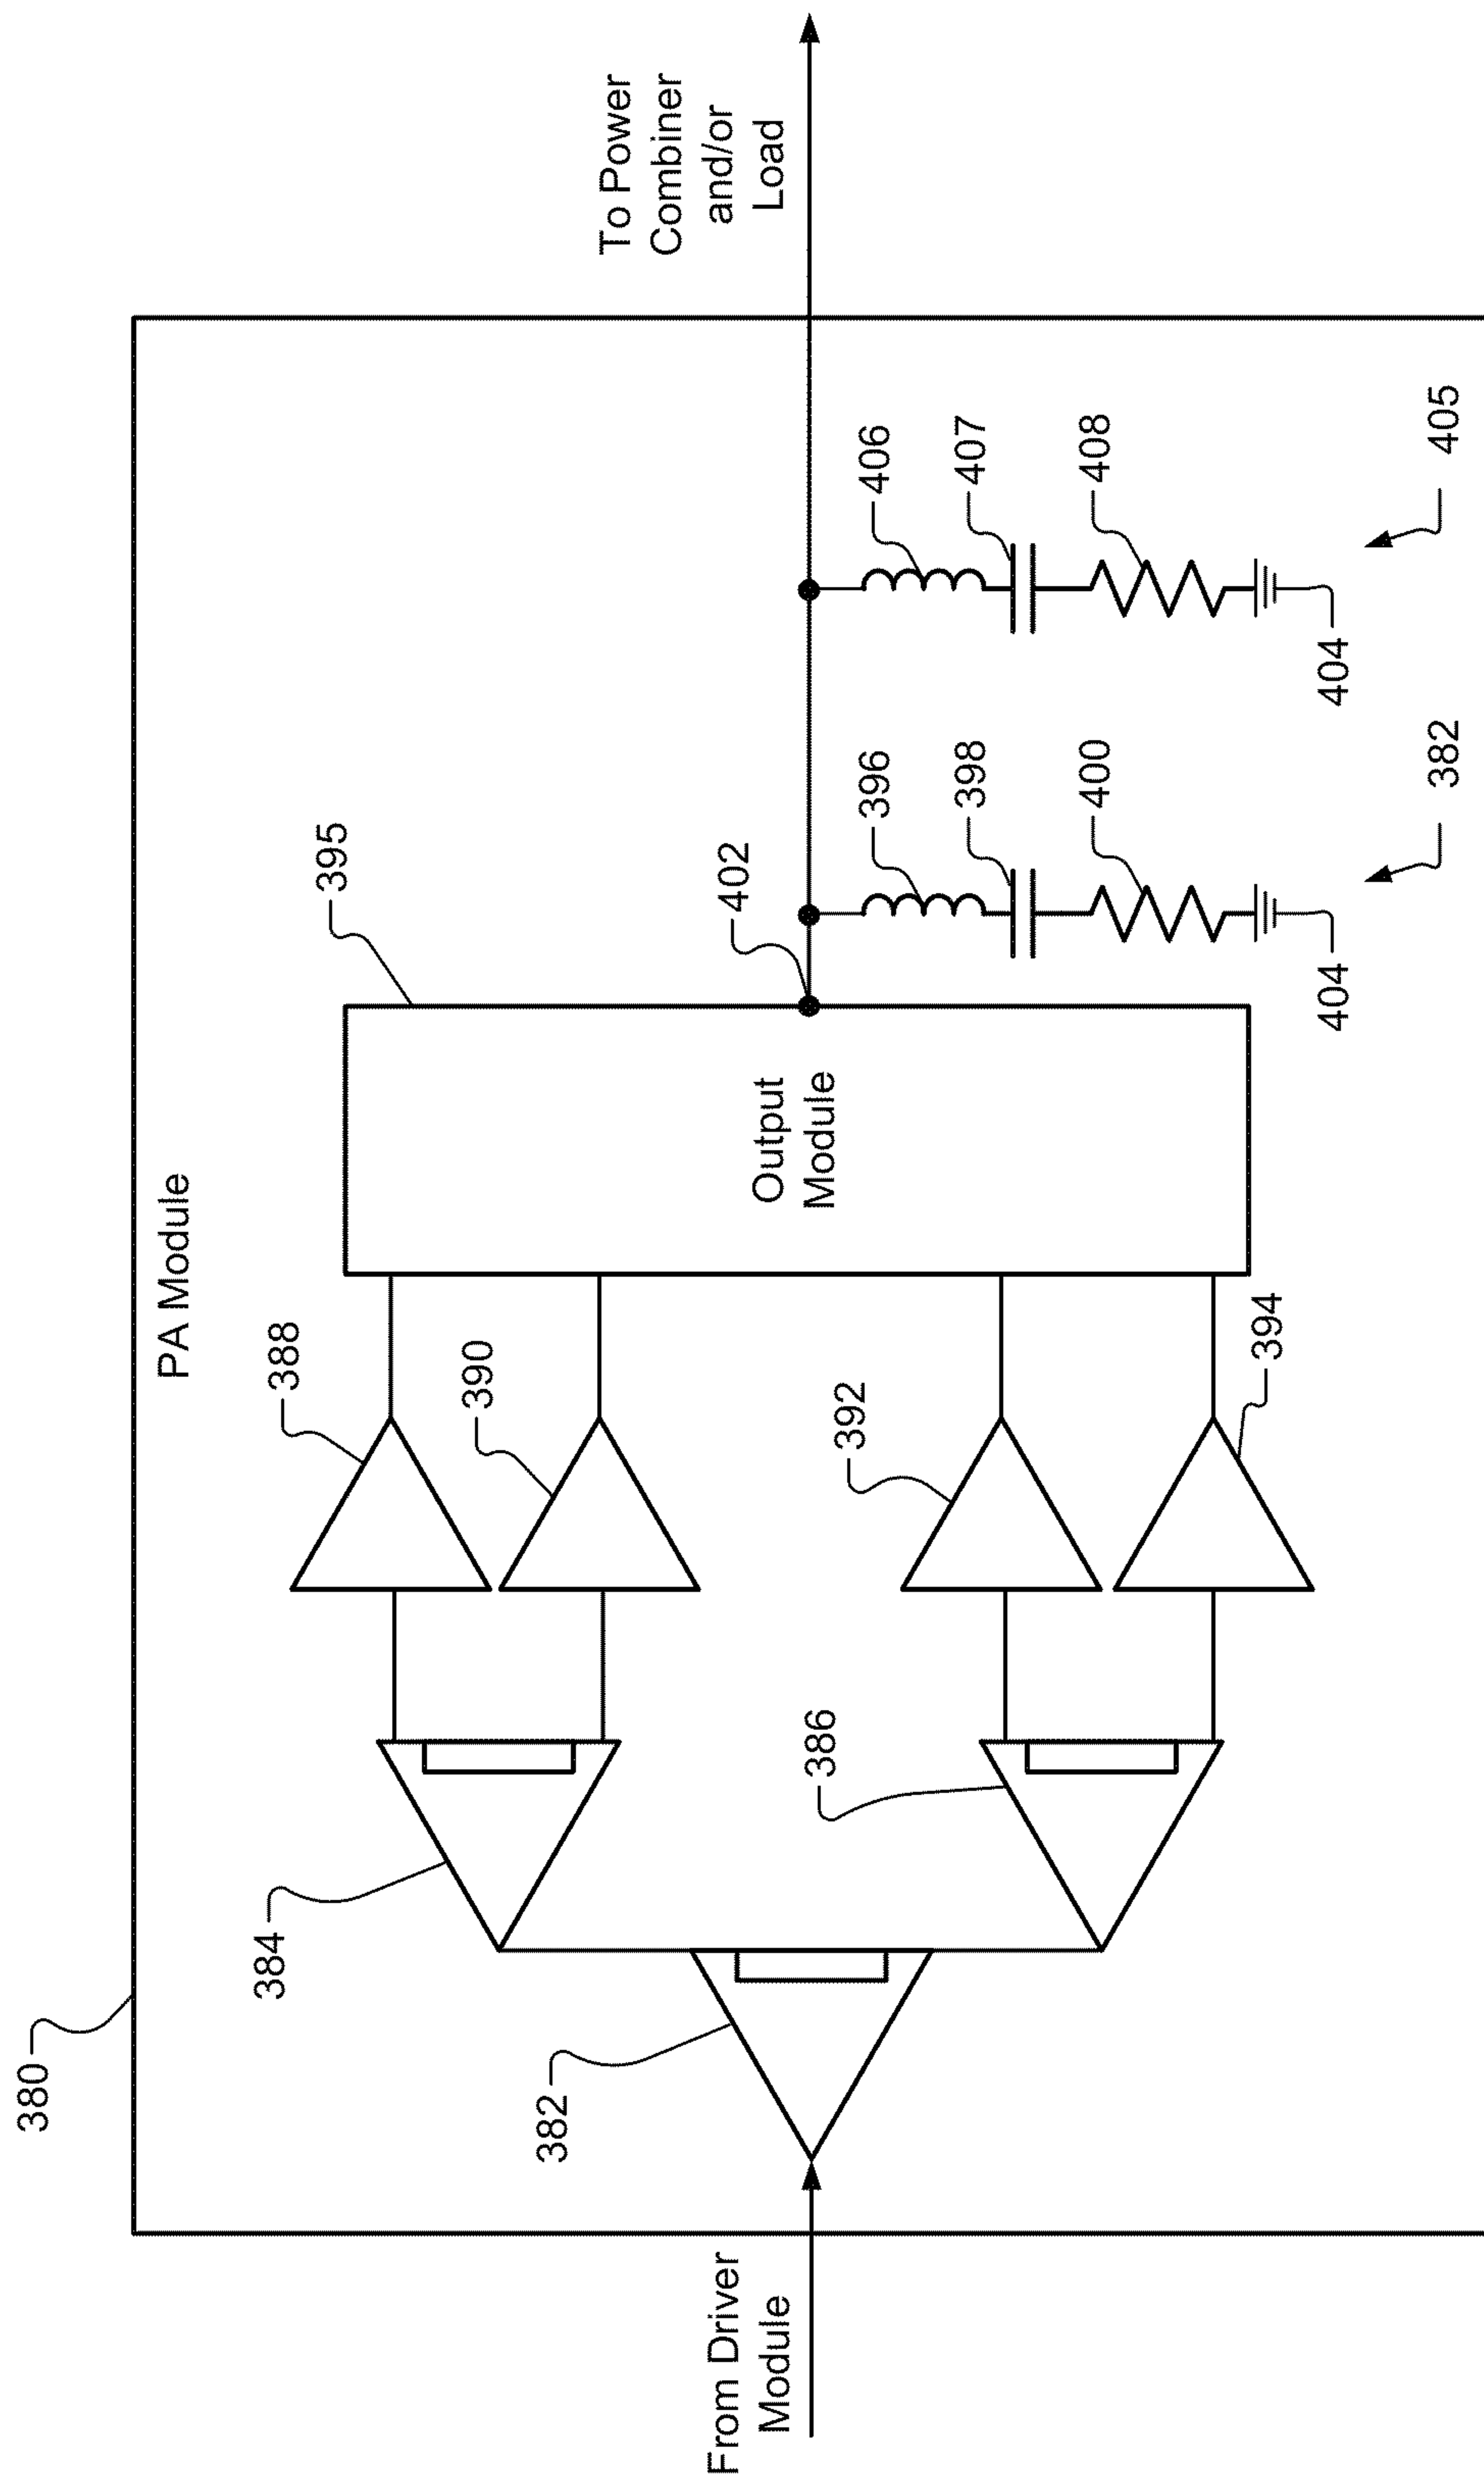 380
PA Module
From Driver
Module
382
384
386
388
390
392
394
395
Output
Module
402
396
398
400
404
382
406
407
408
404
405
To Power
Combiner
and/or
Load